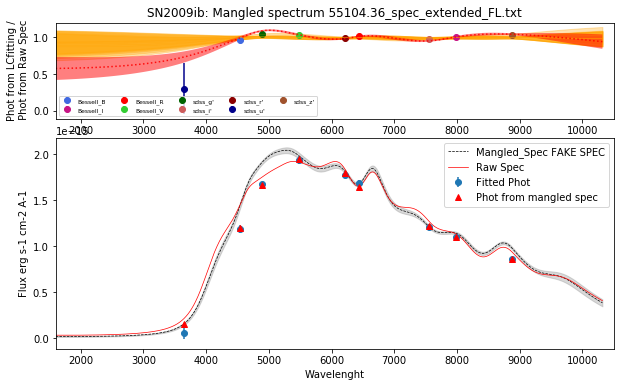 SN2009ib: Mangled spectrum 55104.36_spec_extended_FL.txt
Phot from LCfitting /
Phot from Raw Spec
1.0
0.5
0.0
Bessell_B
Bessell_R
sdss_g'
sdss_r'
sdss_z'
Bessell_I
Bessell_V
sdss_i'
sdss_u'
2000 3000 4000 5000 6000 7000 8000 9000 10000
Flux erg s-1 cm-2 A-1
2.0
1.5
1.0
0.5
0.0
Mangled_Spec FAKE SPEC
Raw Spec
Fitted Phot
Phot from mangled spec
2000 3000 4000 5000 6000 7000 8000 9000 10000
Wavelenght